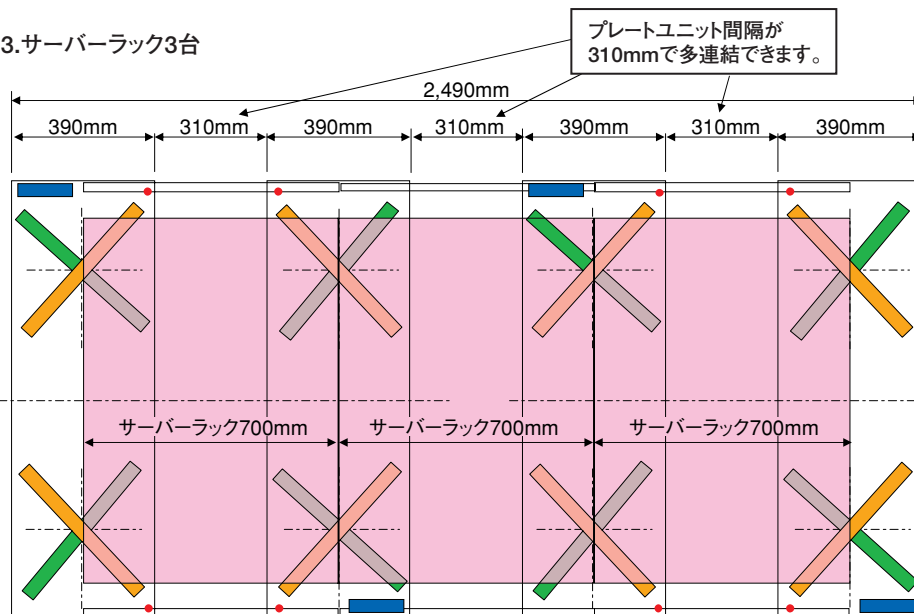 3.サーバーラック3台
プレートユニット間隔が
310mmで多連結できます。
2,490mm
390mm 310mm 390mm 310mm 390mm 310mm 390mm
サーバーラック700mm サーバーラック700mm サーバーラック700mm